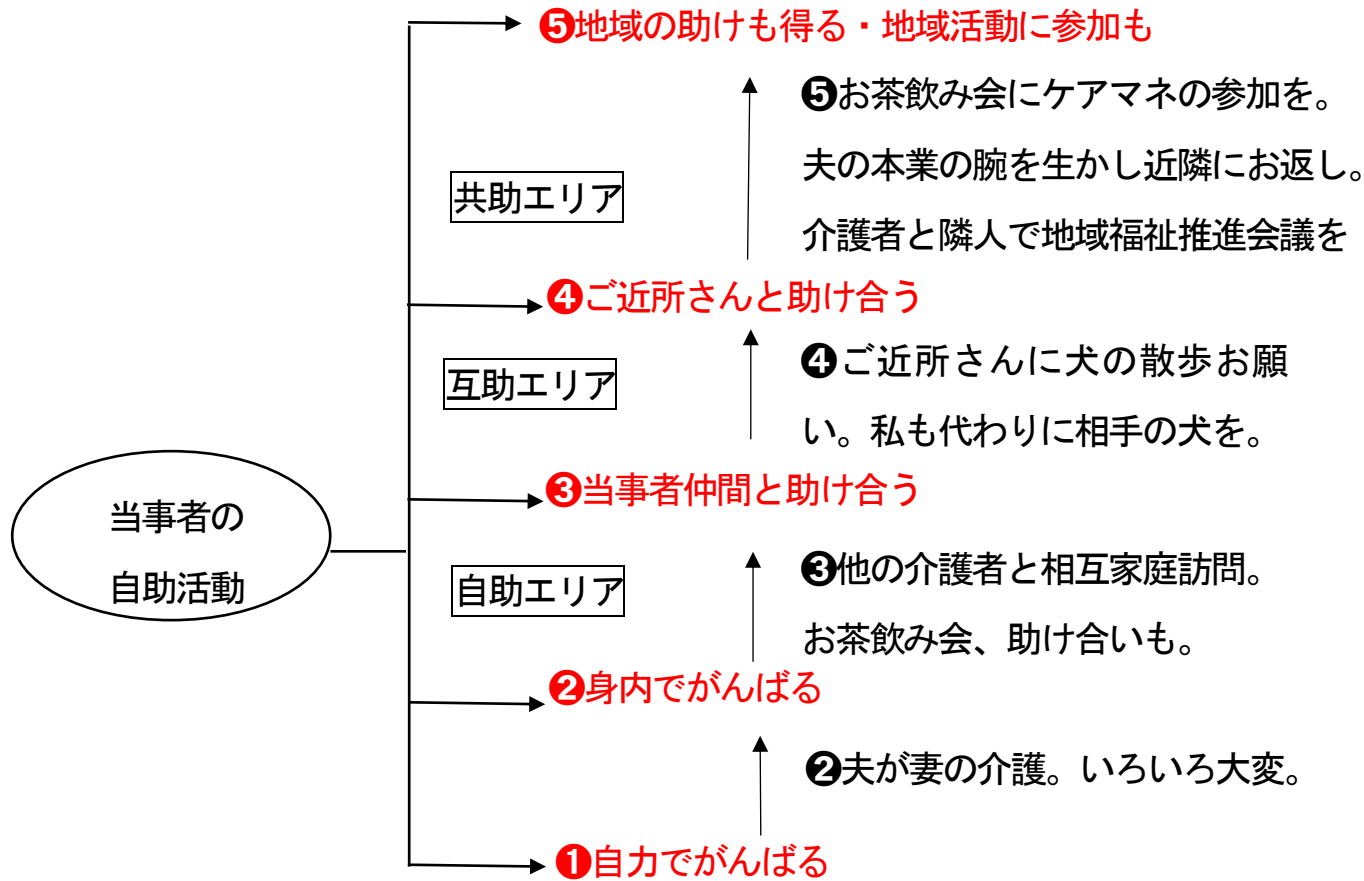 ❺地域の助けも得る・地域活動に参加も
❺お茶飲み会にケアマネの参加を。
夫の本業の腕を生かし近隣にお返し。
介護者と隣人で地域福祉推進会議を
共助エリア
❹ご近所さんと助け合う
❹ご近所さんに犬の散歩お願
い。私も代わりに相手の犬を。
互助エリア
❸当事者仲間と助け合う
当事者の
自助活動
❸他の介護者と相互家庭訪問。
お茶飲み会、助け合いも。
自助エリア
❷身内でがんばる
❷夫が妻の介護。いろいろ大変。
❶自力でがんばる